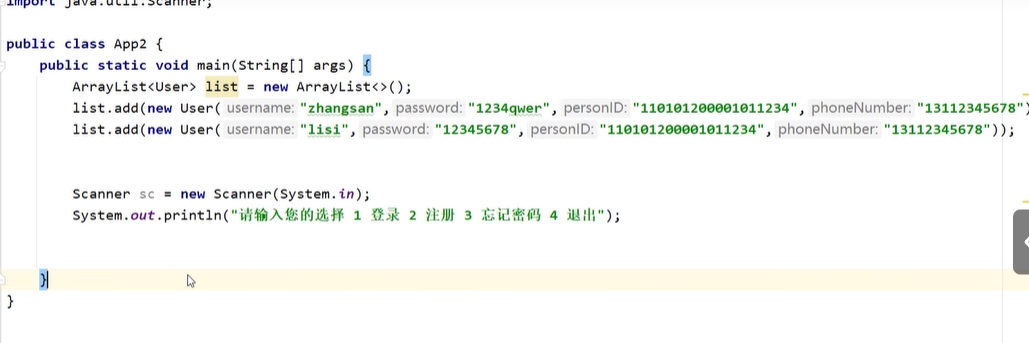 import java.util.Scanner;
public class App2 {
public static void main(String[] args) {
ArrayList<User> list = new ArrayList<>();
list.add(new User( username: "zhangsan", password: "1234qwer", personID: "110101200001011234", phoneNumber: "13112345678")
list.add(new User( username: "lisi", password: "12345678", personID: "110101200001011234", phoneNumber: "13112345678"));
Scanner sc = new Scanner(System.in);
System.out.println("请输入您的选择 1 登录 2 注册 3 忘记密码 4 退出");
}
}